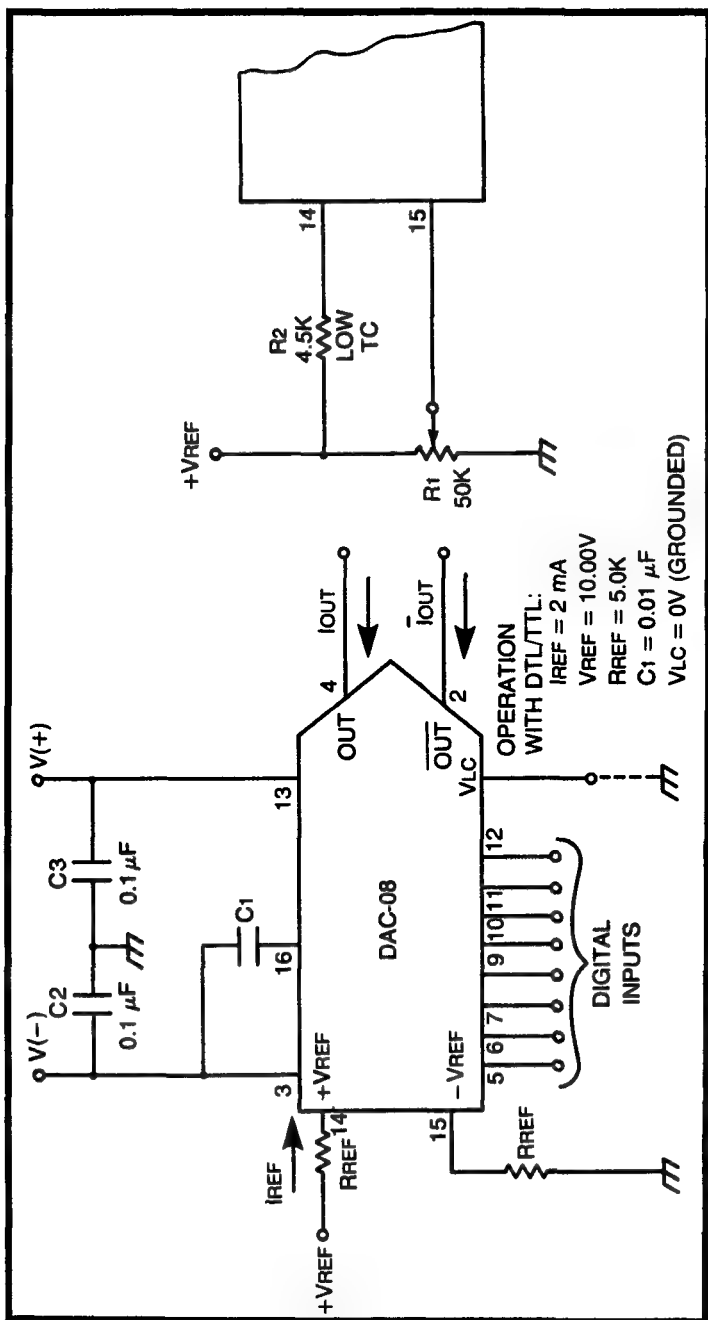 V(-)
V(+)
C2
0.1 µF
C3
0.1 µF
C1
IREF
+VREF
RREF
14
3
16
13
+VREF
DAC-08
OUT
4
IOUT
OUT
2
IOUT
15
-VREF
RREF
5
6
7
9
10
11
12
VLC
DIGITAL
INPUTS
OPERATION
WITH DTL/TTL:
IREF = 2 mA
VREF = 10.00V
RREF = 5.0K
C1 = 0.01 µF
VLC = 0V (GROUNDED)
+VREF
R2
4.5K
LOW
TC
14
15
R1
50K